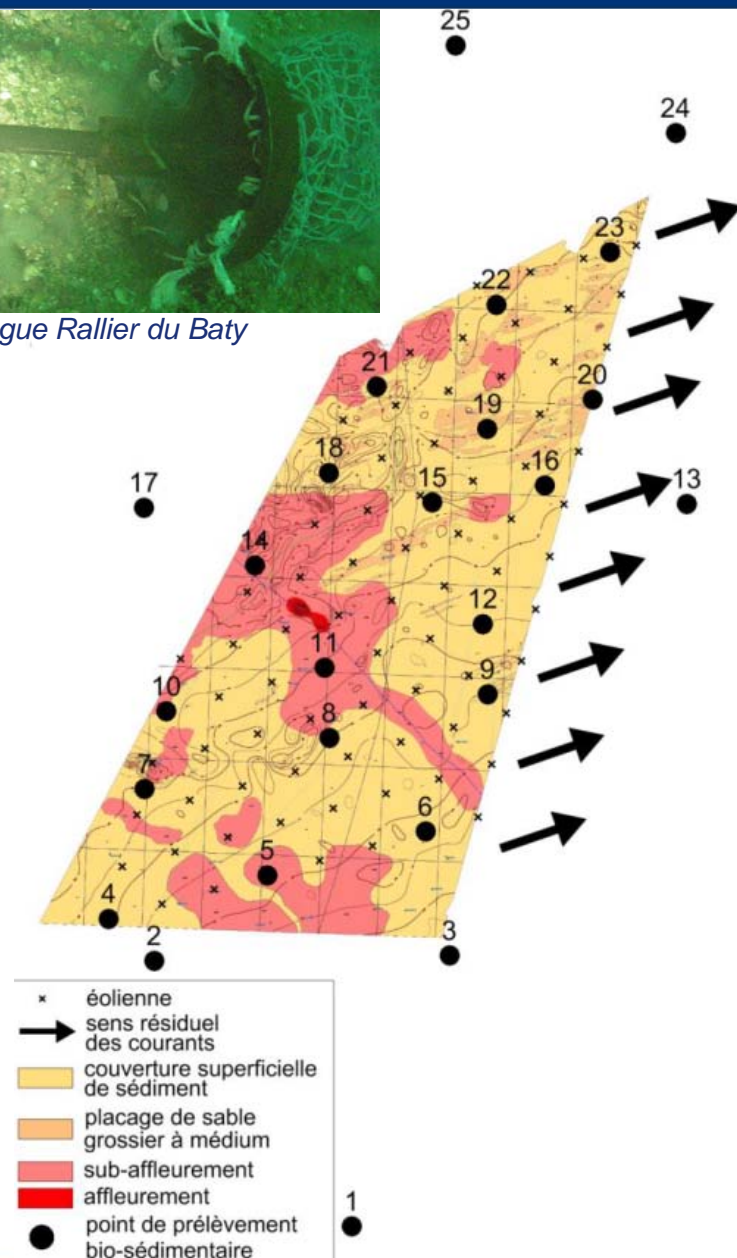 25
24
23
22
gue Rallier du Baty
21
20
19
18
16
17
15
13
14
12
11
9
10
8
7
6
5
4
2
3
éolienne
sens résiduel
des courants
couverture superficielle
de sédiment
placage de sable
grossier à médium
sub-affleurement
affleurement
1
point de prélèvement
bio-sédimentaire